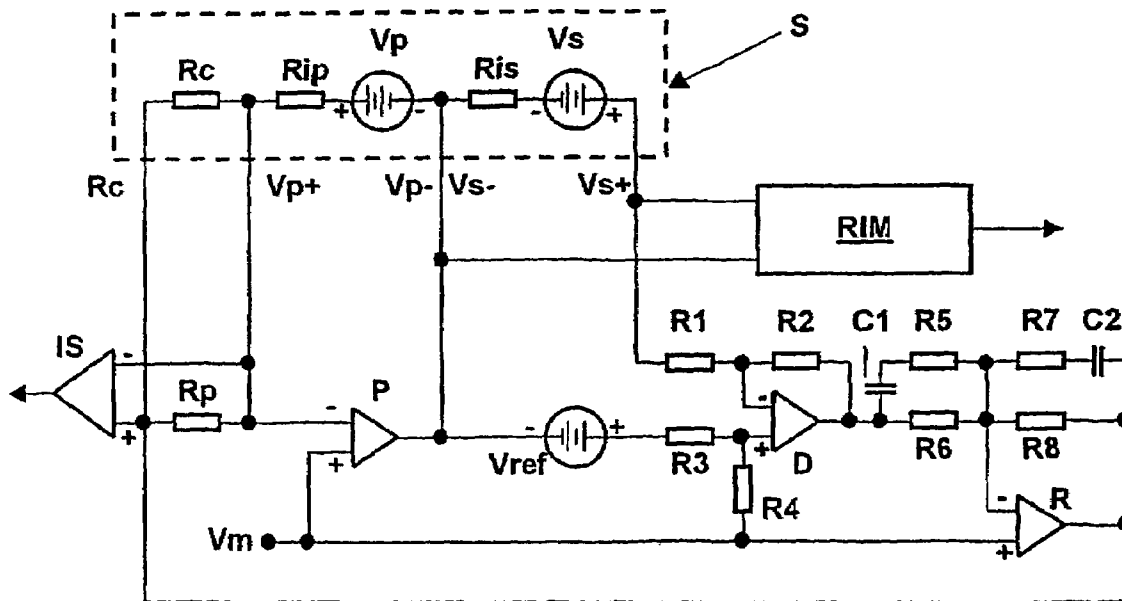 S
Vp Vs
Rc Rip Ris
+ - - +
Rc Vp+ Vp- Vs- Vs+
RIM
R1 R2 C1 R5 R7 C2
IS - Rp + P - +
- Vref + R3 - + D R6 R8
R4 R
Vm - +